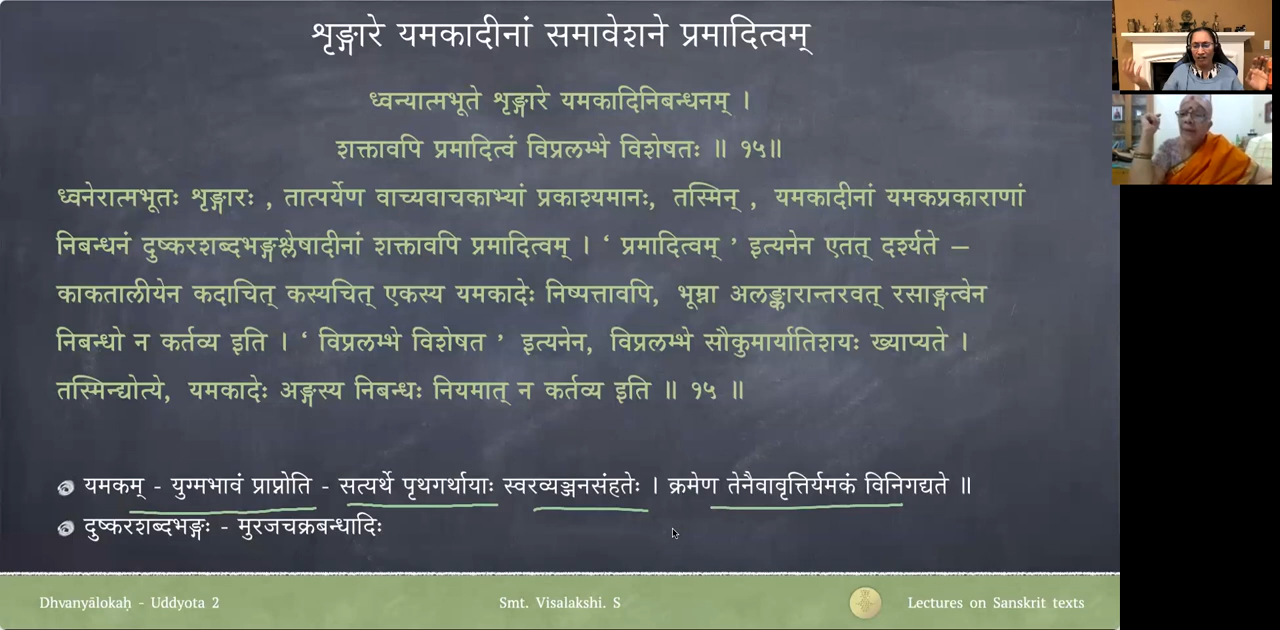 शृङ्गारे यमकादीनां समावेशने प्रमादित्वम्
ध्वन्यात्मभूते शृङ्गारे यमकादिनिबन्धनम् ।
शक्तावपि प्रमादित्वं विप्रलम्भे विशेषतः ॥ १५॥
ध्वनेरात्मभूतः शृङ्गारः , तात्पर्येण वाच्यवाचकाभ्यां प्रकाश्यमानः, तस्मिन् , यमकादीनां यमकप्रकाराणां
निबन्धनं दुष्करशब्दभङ्गश्लेषादीनां शक्तावपि प्रमादित्वम् । ‘ प्रमादित्वम् ’ इत्यनेन एतत् दर्श्यते –
काकतालीयेन कदाचित् कस्यचित् एकस्य यमकादेः निष्पत्तावपि, भूम्ना अलङ्कारान्तरवत् रसाङ्गत्वेन
निबन्धो न कर्तव्य इति । ‘ विप्रलम्भे विशेषत ’ इत्यनेन, विप्रलम्भे सौकुमार्यातिशयः ख्याप्यते ।
तस्मिन्द्योत्ये, यमकादेः अङ्गस्य निबन्धः नियमात् न कर्तव्य इति ॥ १५ ॥
यमकम् - युग्मभावं प्राप्नोति - सत्यर्थे पृथगर्थायाः स्वरव्यञ्जनसंहतेः । क्रमेण तेनैवावृत्तिर्यमकं विनिगद्यते ॥
दुष्करशब्दभङ्गः - मुरजचक्रबन्धादिः
Dhvanyālokaḥ - Uddyota 2
Smt. Visalakshi. S
Lectures on Sanskrit texts